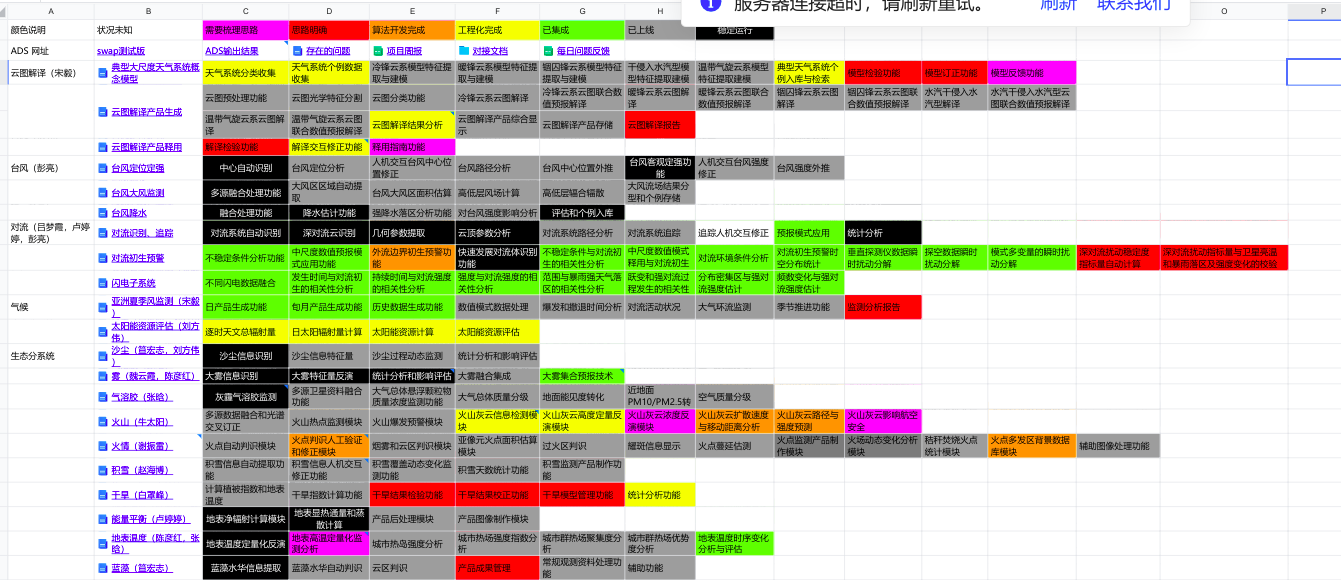 A B C D E F G H O P
服务器连接超时，请刷新重试。 刷新 联系我们
颜色说明 状况未知 需要梳理思路 思路明确 算法开发完成 工程化完成 已集成 已上线 稳定运行
ADS 网址 swap测试版 ADS输出结果 存在的问题 项目周报 对接文档 每日问题反馈
云图解译（宋毅） 典型大尺度天气系统概念模型 天气系统分类收集 天气系统个例数据收集 冷锋云系模型特征提取与建模 暖锋云系模型特征提取与建模 锢囚锋云系模型特征提取与建模 干侵入水汽型模型特征提取建模 温带气旋云系模型特征提取与建模 典型天气系统个例入库与检索 模型检验功能 模型订正功能 模型反馈功能
云图解译产品生成 云图预处理功能 云图光学特征分割 云图分类功能 冷锋云系云图解译 冷锋云系云图联合数值预报解译 暖锋云系云图解译 暖锋云系云图联合数值预报解译 锢囚锋云系云图解译 锢囚锋云系云图联合数值预报解译 水汽干侵入水汽型解译 水汽干侵入水汽型云图联合数值预报解译
温带气旋云系云图解译 温带气旋云系云图联合数值预报解译 云图解译结果分析 云图解译产品综合显示 云图解译产品存储 云图解译报告
云图解译产品释用 解译检验功能 解译交互修正功能 释用指南功能
台风（彭亮） 台风定位定强 中心自动识别 台风定位分析 人机交互台风中心位置修正 台风路径分析 台风中心位置外推 台风客观定强功能 人机交互台风强度修正 台风强度外推
台风大风监测 多源融合处理功能 大风区区域自动提取 台风大风区面积估算 高低层风场计算 高低层辐合辐散 大风流场结果分型和个例存储
台风降水 融合处理功能 降水估计功能 强降水落区分析功能 对台风强度影响分析 评估和个例入库
对流（吕梦霞，卢婷婷，彭亮） 对流识别、追踪 对流系统自动识别 深对流云识别 几何参数提取 云顶参数分析 对流系统路径分析 对流系统追踪 追踪人机交互修正 预报模式应用 统计分析
对流初生预警 不稳定条件分析功能 中尺度数值预报模式应用功能 对流边界初生预警功能 快速发展对流体识别功能 不稳定条件与对流初生的相关性分析 中尺度数值模式释用与对流初生 对流环境条件分析 对流初生预警时空分布统计 垂直探测仪数据瞬时扰动分解 探空数据瞬时扰动分解 模式多变量的瞬时扰动分解 深对流扰动稳定度指标量自动计算 深对流扰动指标量与卫星亮温和暴雨落区及强度变化的检验
闪电子系统 不同闪电数据融合 发生时间与对流初生的相关性分析 持续时间与对流强度的相关性分析 强度与对流强度的相关性分析 范围与暴雨强天气落区的相关性分析 跃变和强对流过程发生的相关性 分布密集区与强对流强度估计 频数变化与强对流强度估计
气候 亚洲夏季风监测（宋毅） 日产品生成功能 旬月产品生成功能 历史数据生成功能 数值模式数据处理 爆发和撤退时间分析 对流活动状况 大气环流监测 季节推进功能 监测分析报告
太阳能资源评估（刘方伟） 逐时天文总辐射量 日太阳辐射量计算 太阳能资源计算 太阳能资源评估
生态分系统 沙尘（篁宏志，刘方伟） 沙尘信息识别 沙尘信息特征量 沙尘过程动态监测 统计分析和影响评估
雾（魏云霞，陈彦红） 大雾信息识别 大雾特征量反演 统计分析和影响评估 大雾融合集成 大雾集合预报技术
气溶胶（张晗） 灰霾气溶胶监测 多源卫星资料融合功能 大气总体悬浮颗粒物质量浓度监测功能 大气总体质量分级 地面能见度转化 近地面PM10/PM2.5转 空气质量分级
火山（牛太阳） 多源数据融合和光谱交叉订正 火山热点监测模块 火山爆发预警模块 火山灰云信息检测模块 火山灰云高度定量反演模块 火山灰云浓度反演模块 火山灰云扩散速度与移动距离分析 火山灰云路径与强度预测 火山灰云影响航空安全
火情（谢振雷） 火点自动判识模块 火点判识人工验证和修正模块 烟雾和云区判识模块 亚像元火点面积估算模块 过火区判识 耀斑信息显示 火点蔓延估测 火点监测产品制作模块 火场动态变化分析模块 秸秆焚烧火点统计模块 火点多发区背景数据库模块 辅助图像处理功能
积雪（赵海博） 积雪信息自动提取功能 积雪信息人机交互修正功能 积雪覆盖动态变化监测功能 积雪天数统计功能 积雪监测产品制作功能
干旱（白覃峰） 计算植被指数和地表温度 干旱指数计算功能 干旱结果检验功能 干旱结果校正功能 干旱模型管理功能 统计分析功能
能量平衡（卢婷婷） 地表净辐射计算模块 地表显热通量和蒸散计算 产品后处理模块 产品图像制作模块
地表温度（陈彦红，张晗） 地表温度定量化反演 地表高温定量化监测分析 城市热岛强度分析 城市热场强度指数分析 城市群热场聚集度分析 城市群热场优势度分析 地表温度时序变化分析与评估
蓝藻（篁宏志） 蓝藻水华信息提取 蓝藻水华自动识别 云区判识 产品成果管理 常规观测资料处理功能 辅助功能